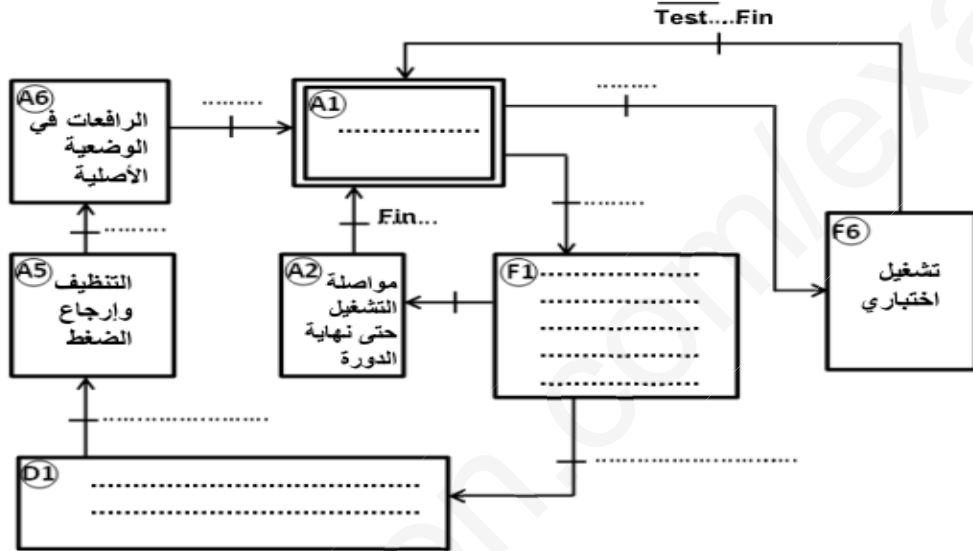 Test.....Fin
A6
الرافعات في
الوضعية
الأصلية
.........
A1
................
.........
.........
Fin...
.........
A5
التنظيف
وإرجاع
الضغط
A2
مواصلة
التشغيل
حتى نهاية
الدورة
F1
......................
......................
......................
......................
......................
F6
تشغيل
اختباري
......................
..........................
D1
..........................................
..........................................